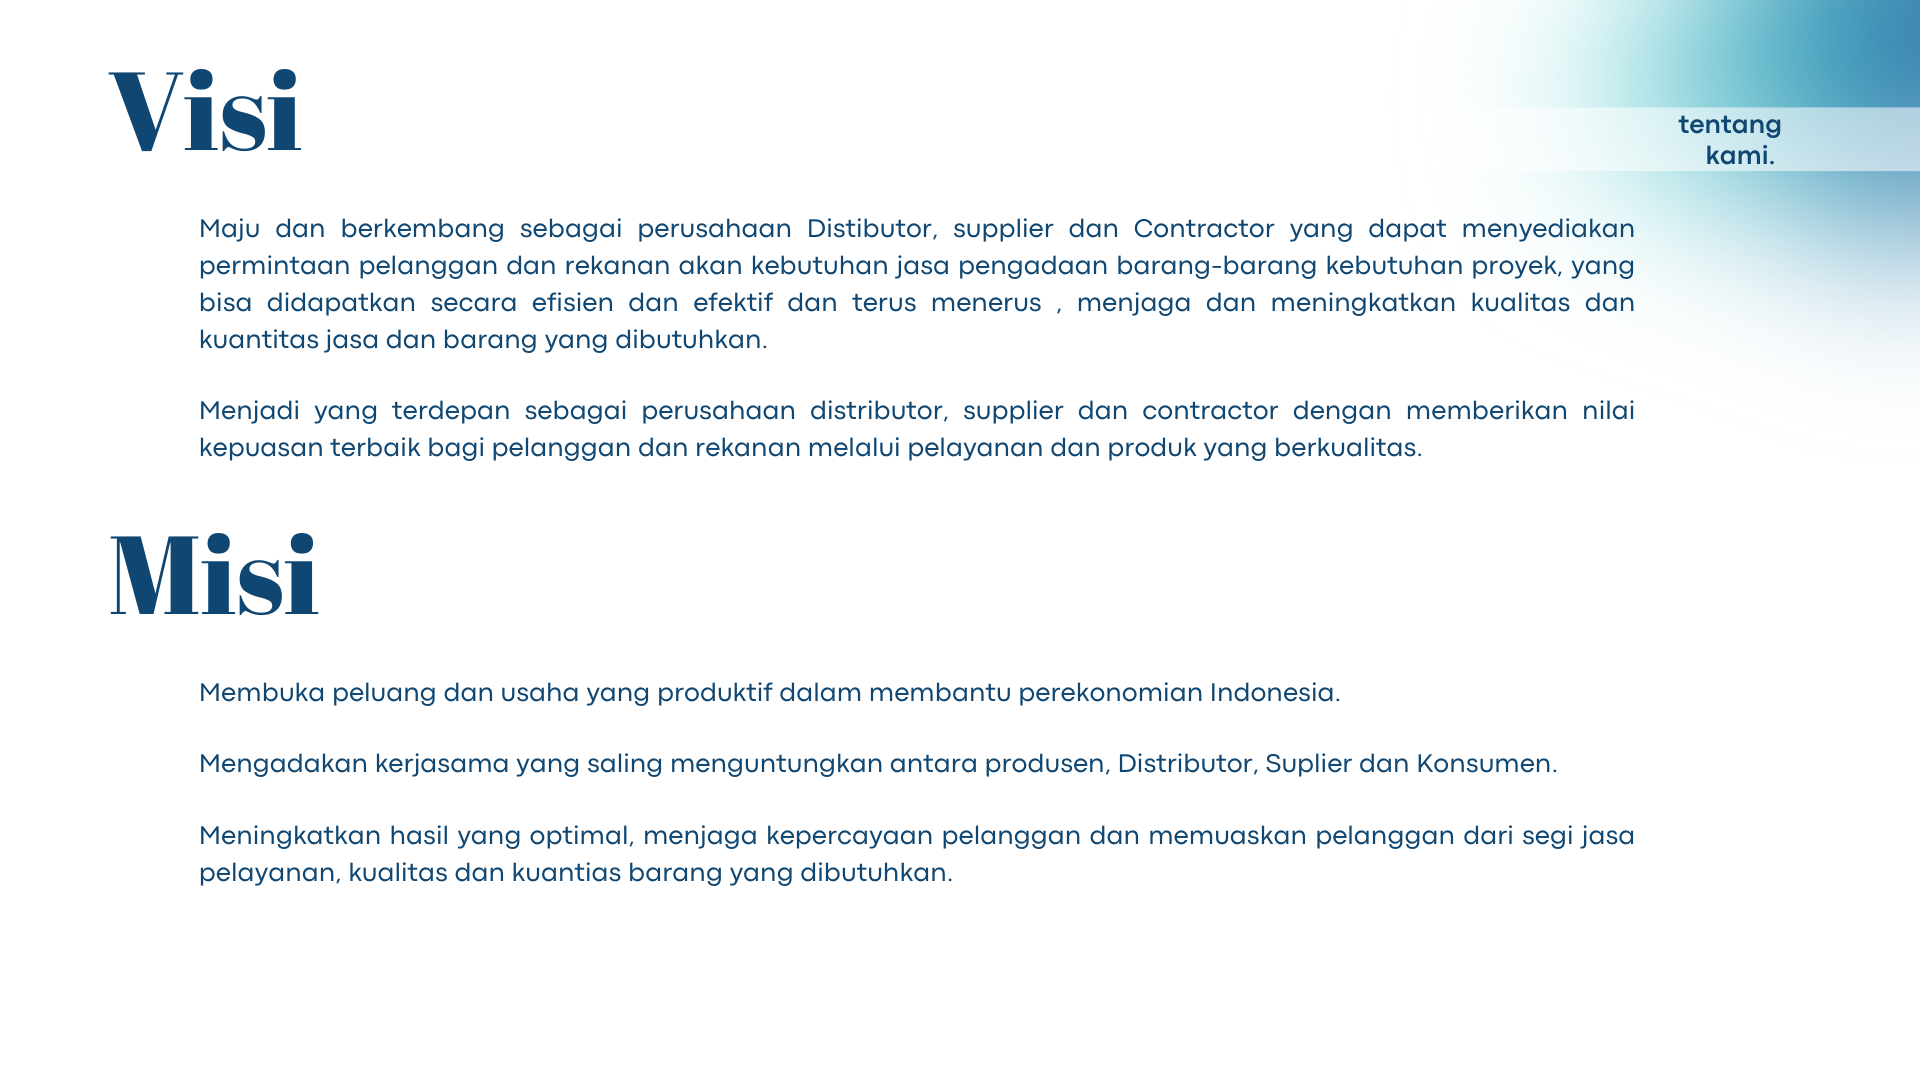 Visi
tentang
kami.
Maju dan berkembang sebagai perusahaan Distibutor, supplier dan Contractor yang dapat menyediakan
permintaan pelanggan dan rekanan akan kebutuhan jasa pengadaan barang-barang kebutuhan proyek, yang
bisa didapatkan secara efisien dan efektif dan terus menerus , menjaga dan meningkatkan kualitas dan
kuantitas jasa dan barang yang dibutuhkan.
Menjadi yang terdepan sebagai perusahaan distributor, supplier dan contractor dengan memberikan nilai
kepuasan terbaik bagi pelanggan dan rekanan melalui pelayanan dan produk yang berkualitas.
Misi
Membuka peluang dan usaha yang produktif dalam membantu perekonomian Indonesia.
Mengadakan kerjasama yang saling menguntungkan antara produsen, Distributor, Suplier dan Konsumen.
Meningkatkan hasil yang optimal, menjaga kepercayaan pelanggan dan memuaskan pelanggan dari segi jasa
pelayanan, kualitas dan kuantias barang yang dibutuhkan.